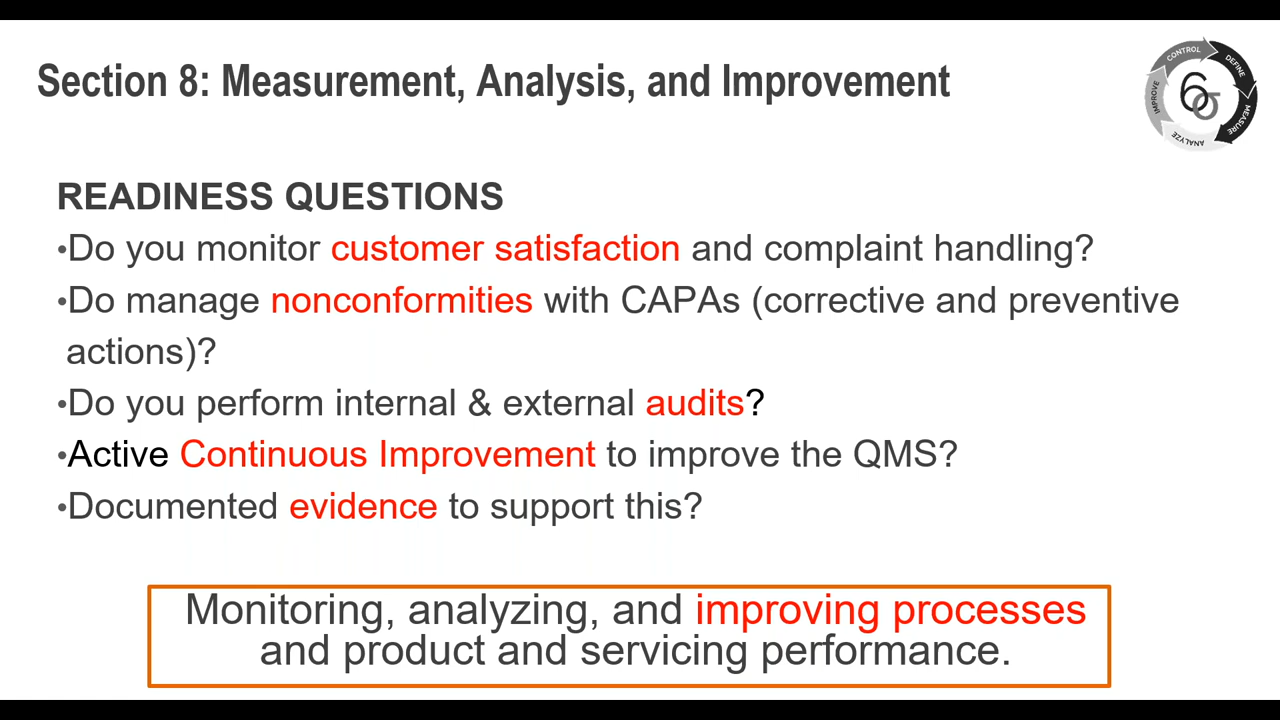 Section 8: Measurement, Analysis, and Improvement
CONTROL
DEFINE
MEASURE
ANALYZE
IMPROVE
6σ
READINESS QUESTIONS
•Do you monitor customer satisfaction and complaint handling?
•Do manage nonconformities with CAPAs (corrective and preventive
actions)?
•Do you perform internal & external audits?
•Active Continuous Improvement to improve the QMS?
•Documented evidence to support this?
Monitoring, analyzing, and improving processes
and product and servicing performance.